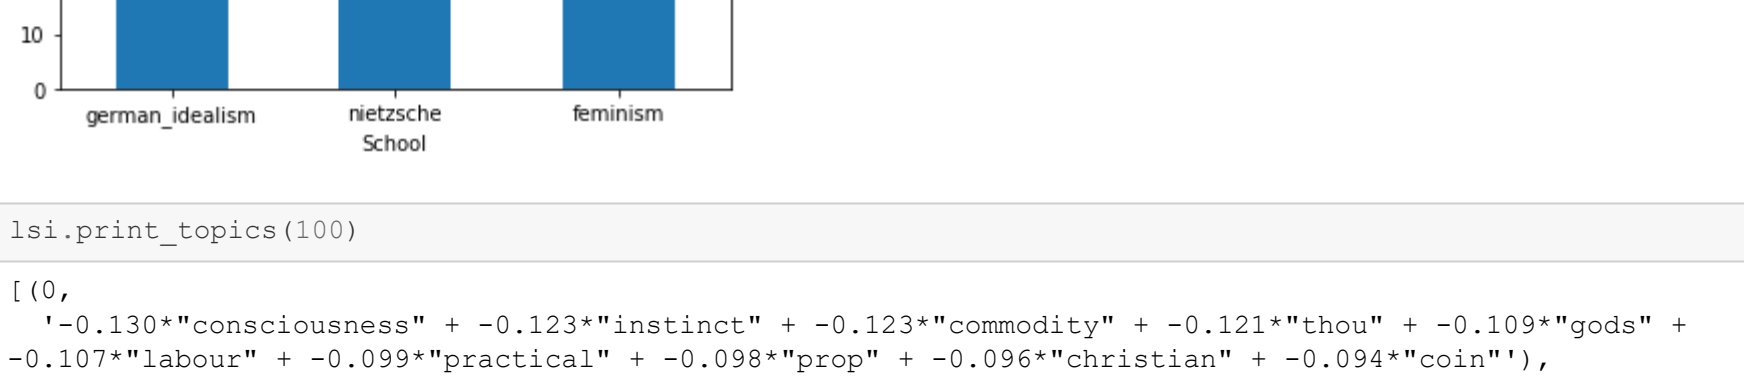 10
0
german_idealism nietzsche feminism
School
lsi.print_topics(100)
[(0,
'-0.130*"consciousness" + -0.123*"instinct" + -0.123*"commodity" + -0.121*"thou" + -0.109*"gods" +
-0.107*"labour" + -0.099*"practical" + -0.098*"prop" + -0.096*"christian" + -0.094*"coin"'),